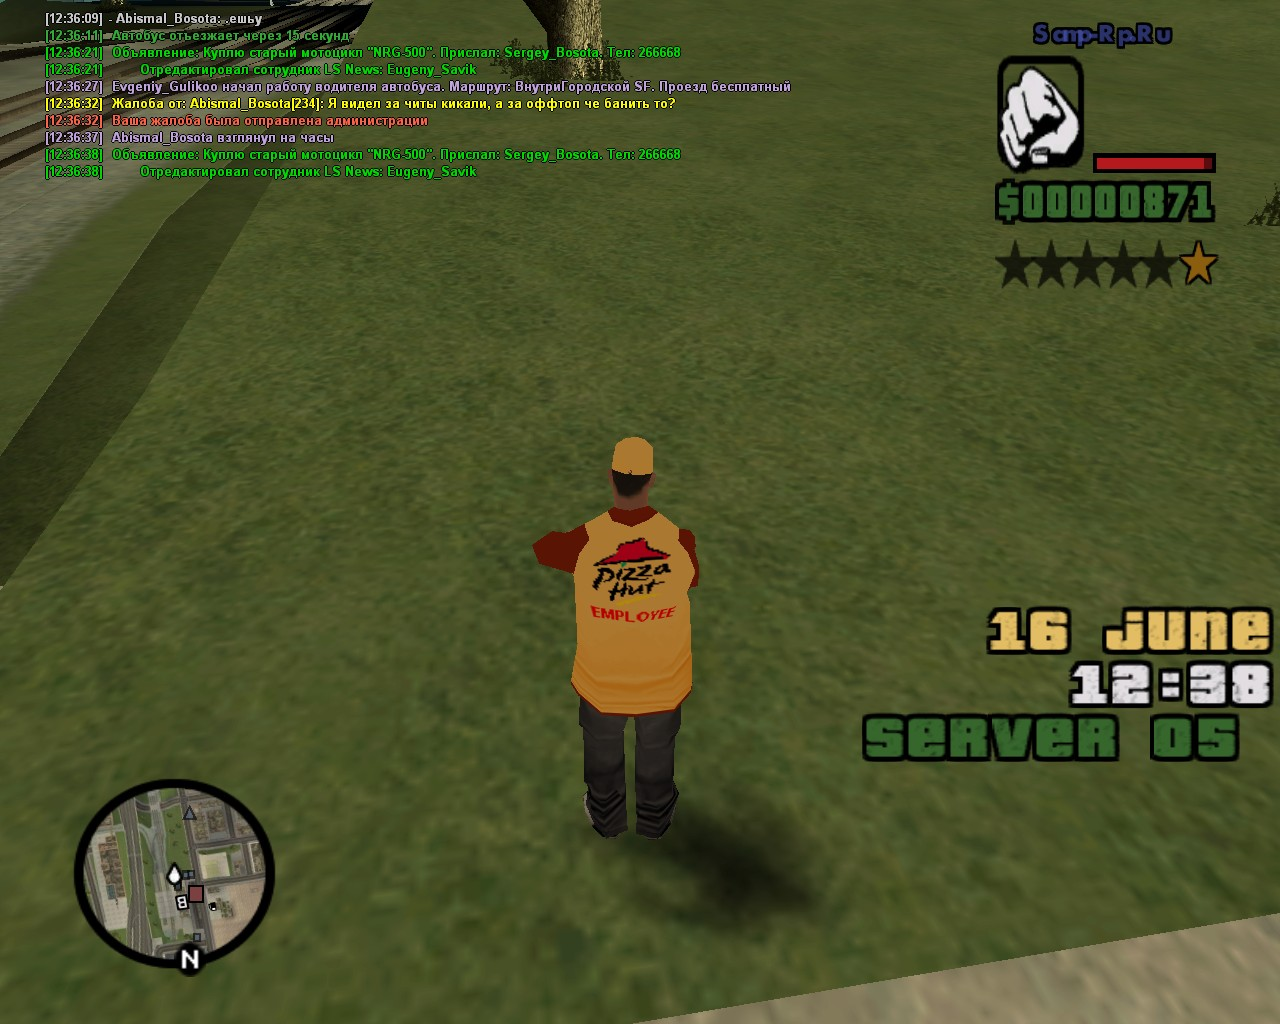 [12:36:09] - Abismal_Bosota: .ешьу
[12:36:11] Автобус отъезжает через 15 секунд
[12:36:21] Объявление: Куплю старый мотоцикл "NRG-500". Прислал: Sergey_Bosota. Тел: 266668
[12:36:21] Отредактировал сотрудник LS News: Eugeny_Savik
[12:36:27] Evgeniy_Gulikoo начал работу водителя автобуса. Маршрут: ВнутриГородской SF. Проезд бесплатный
[12:36:32] Жалоба от: Abismal_Bosota[234]: Я видел за читы кикали, а за оффтоп че банить то?
[12:36:32] Ваша жалоба была отправлена администрации
[12:36:37] Abismal_Bosota взглянул на часы
[12:36:38] Объявление: Куплю старый мотоцикл "NRG-500". Прислал: Sergey_Bosota. Тел: 266668
[12:36:38] Отредактировал сотрудник LS News: Eugeny_Savik
Samp-Rp.Ru
$00000871
Pizza
Hut
EMPLOYEE
16 June
12:38
Server 05
B
N